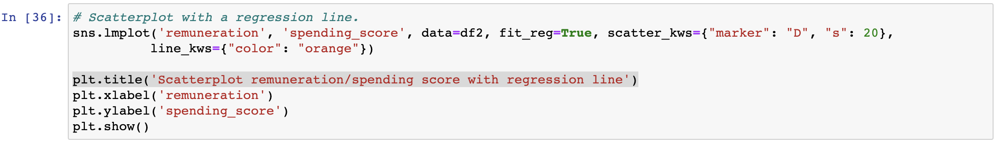 In [36]: # Scatterplot with a regression line.
sns.lmplot('remuneration', 'spending_score', data=df2, fit_reg=True, scatter_kws={"marker": "D", "s": 20},
          line_kws={"color": "orange"})

plt.title('Scatterplot remuneration/spending score with regression line')
plt.xlabel('remuneration')
plt.ylabel('spending_score')
plt.show()